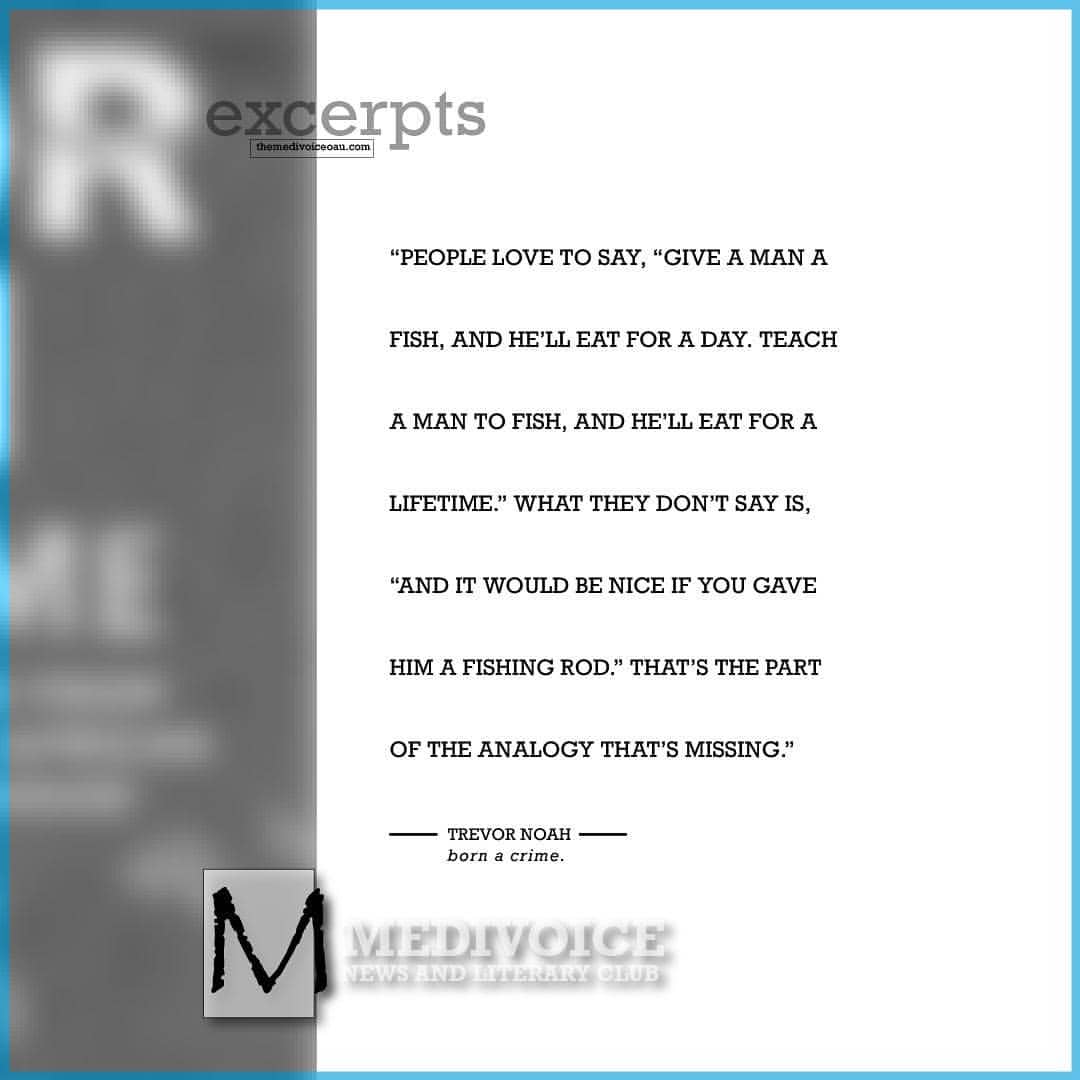 R
excerpts
themedivoiceoau.com
“PEOPLE LOVE TO SAY, “GIVE A MAN A
FISH, AND HE’LL EAT FOR A DAY. TEACH
A MAN TO FISH, AND HE’LL EAT FOR A
LIFETIME.” WHAT THEY DON’T SAY IS,
“AND IT WOULD BE NICE IF YOU GAVE
HIM A FISHING ROD.” THAT’S THE PART
OF THE ANALOGY THAT’S MISSING.”
TREVOR NOAH
born a crime.
ME
M
MEDIVOICE
NEWS AND LITERARY CLUB